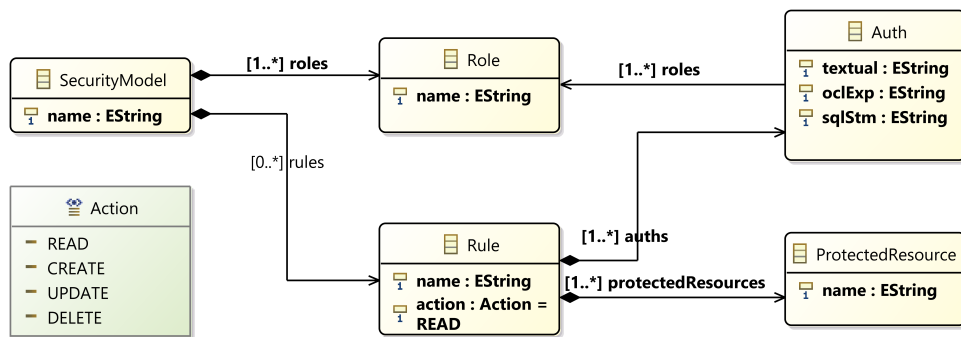 SecurityModel
name : EString
[1..*] roles
Role
name : EString
[1..*] roles
Auth
textual : EString
oclExp : EString
sqlStm : EString
[0..*] rules
Action
READ
CREATE
UPDATE
DELETE
Rule
name : EString
action : Action =
READ
[1..*] auths
[1..*] protectedResources
ProtectedResource
name : EString